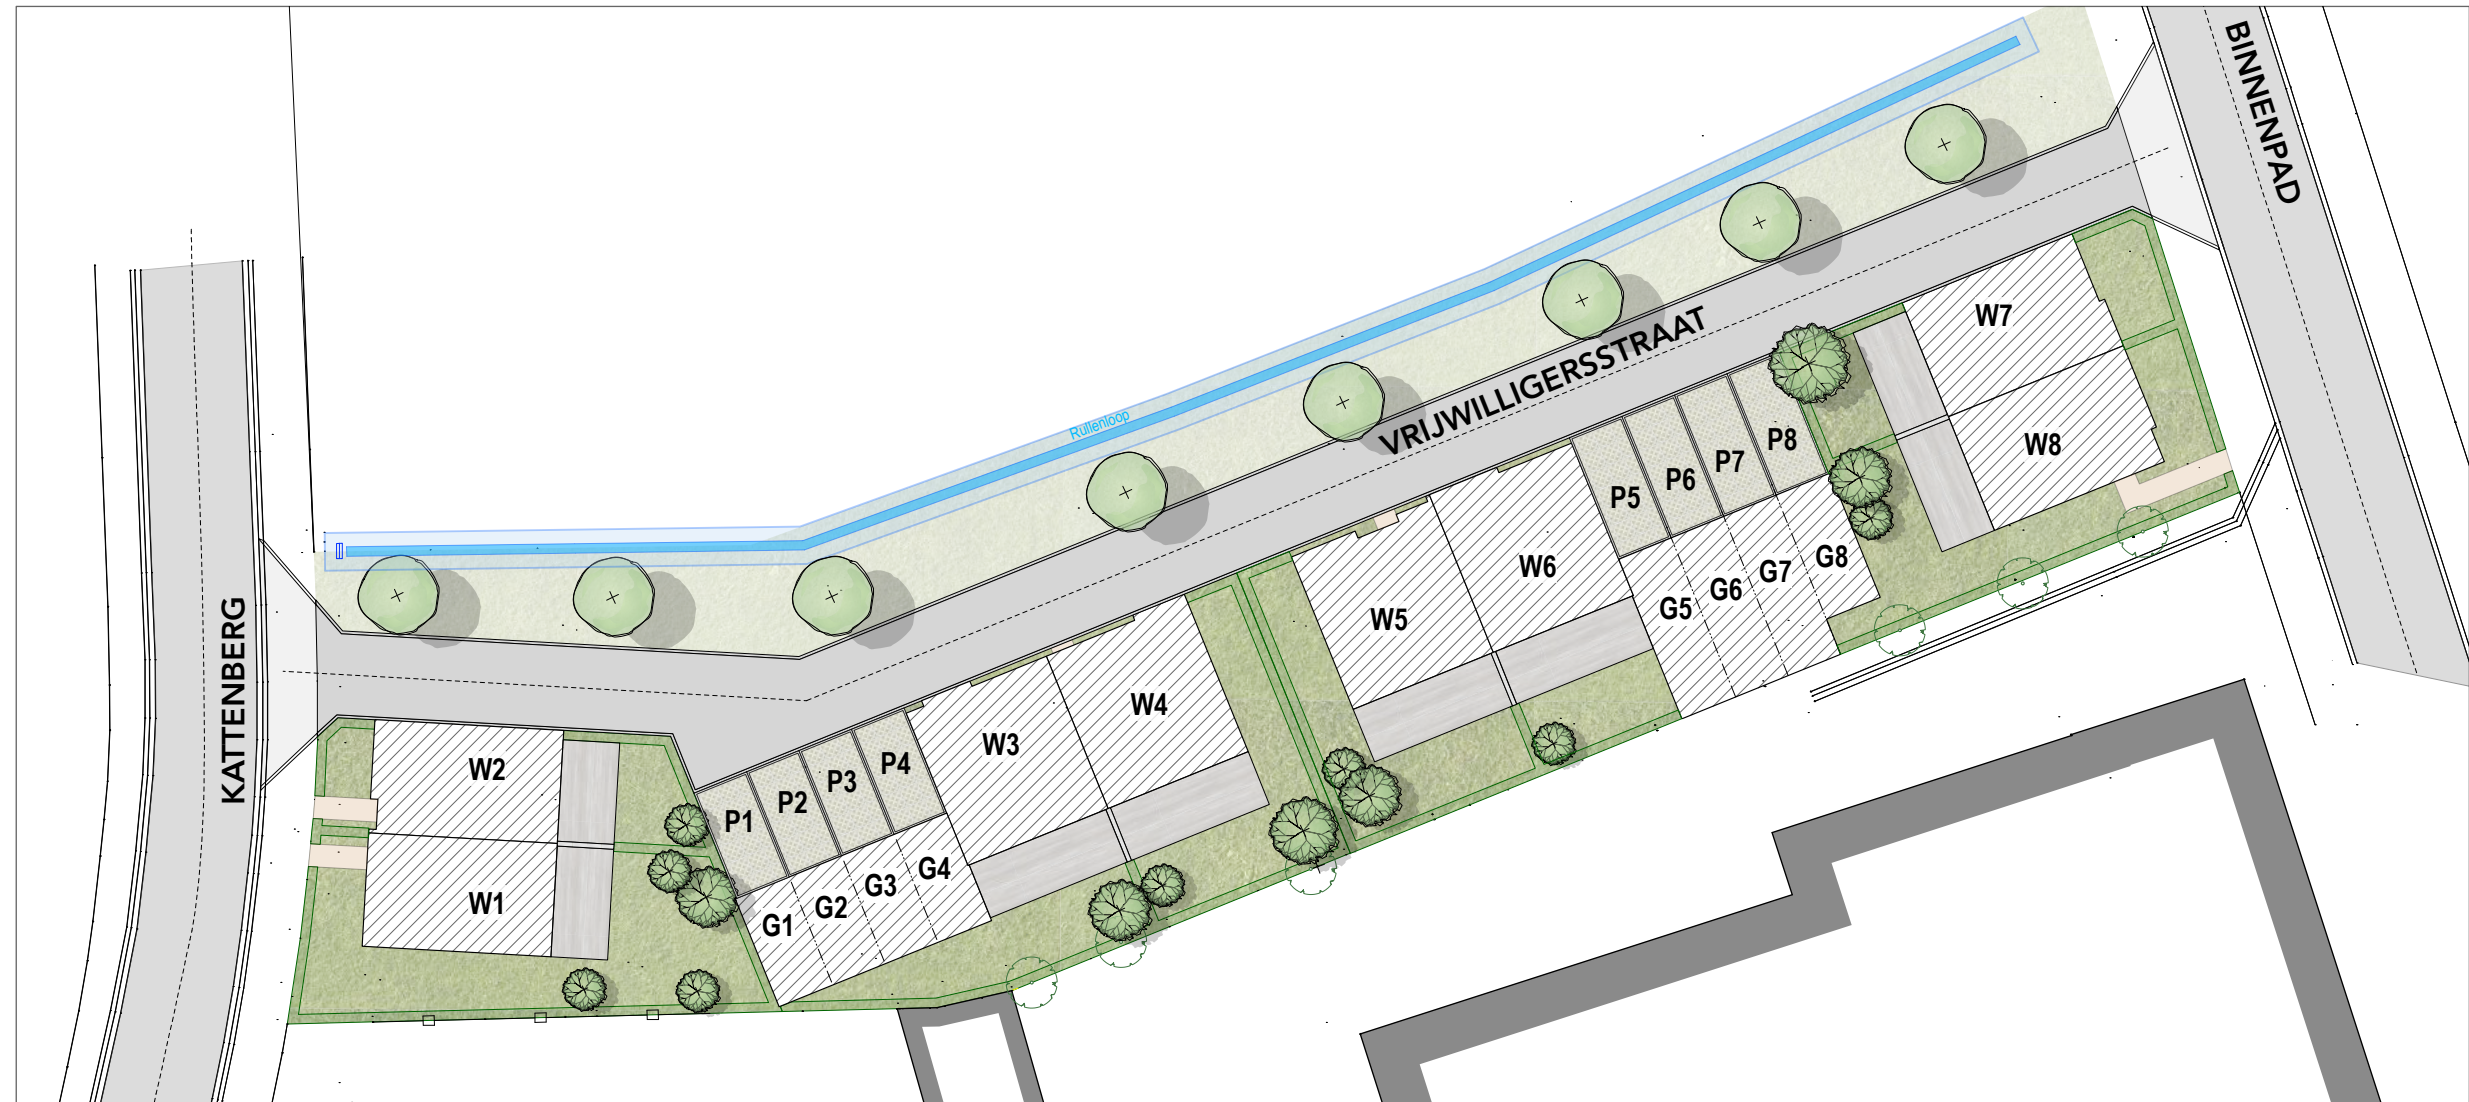 BINNENPAD
Rullenloop
VRIJWILLIGERSSTRAAT
KATTENBERG
W7
W8
P5
P6
P7
P8
W5
W6
G5
G6
G7
G8
W3
W4
P1
P2
P3
P4
G1
G2
G3
G4
W2
W1